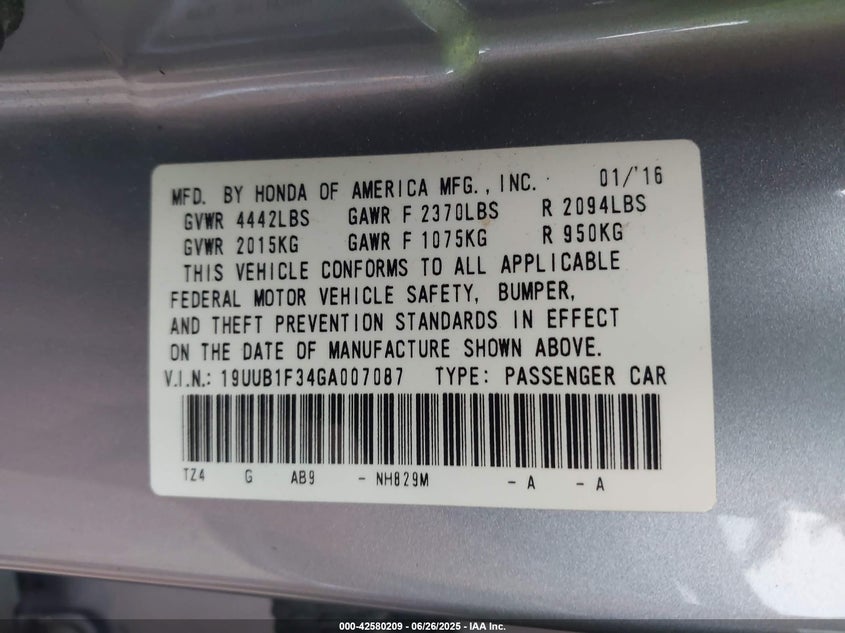 MFD. BY HONDA OF AMERICA MFG., INC. 01/'16
GVWR 4442LBS GAWR F 2370LBS R 2094LBS
GVWR 2015KG GAWR F 1075KG R 950KG
THIS VEHICLE CONFORMS TO ALL APPLICABLE
FEDERAL MOTOR VEHICLE SAFETY, BUMPER,
AND THEFT PREVENTION STANDARDS IN EFFECT
ON THE DATE OF MANUFACTURE SHOWN ABOVE.
V.I.N.: 19UUB1F34GA007087 TYPE: PASSENGER CAR
TZ4 G AB9 - NH829M - A - A
000-42580209 - 06/26/2025 - IAA Inc.